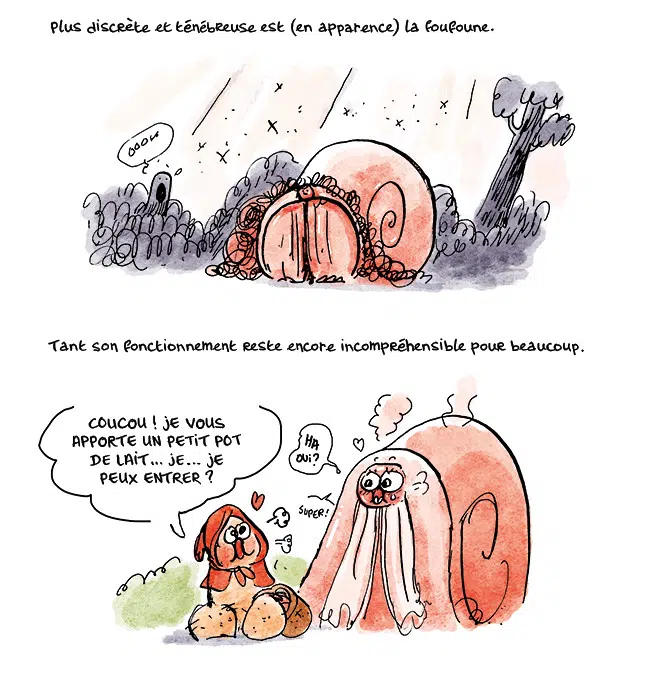 Plus discrète et ténébreuse est (en apparence) la foufoune.
OOOUH
Tant son fonctionnement reste encore incompréhensible pour beaucoup.
COUCOU ! JE VOUS
APPORTE UN PETIT POT
DE LAIT... JE... JE
PEUX ENTRER ?
HA
OUI?
SUPER!